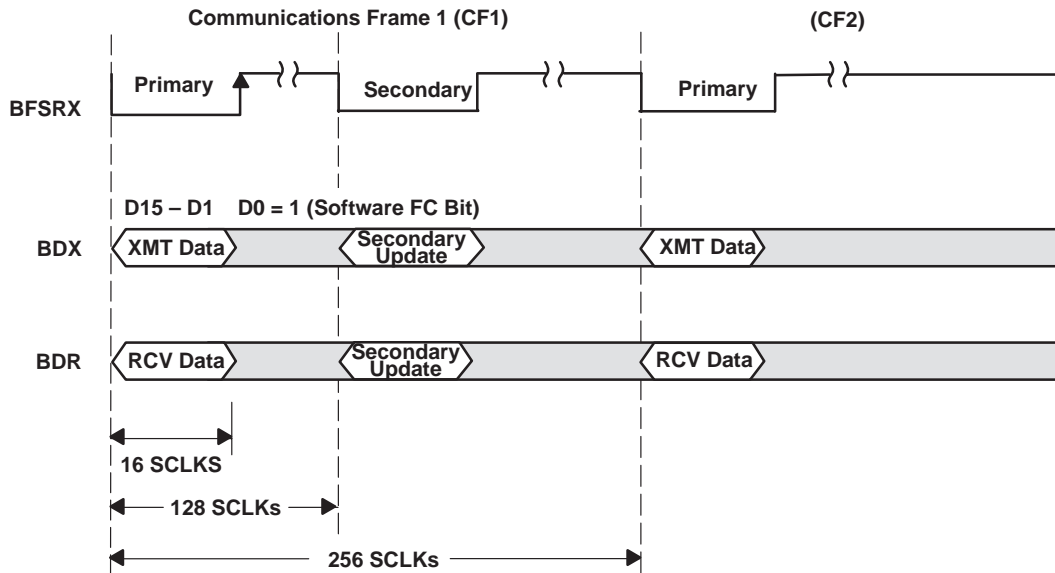 Communications Frame 1 (CF1) (CF2)
BFSRX Primary Secondary Primary
D15 – D1 D0 = 1 (Software FC Bit)
BDX XMT Data Secondary Update XMT Data
BDR RCV Data Secondary Update RCV Data
16 SCLKS
128 SCLKs
256 SCLKs